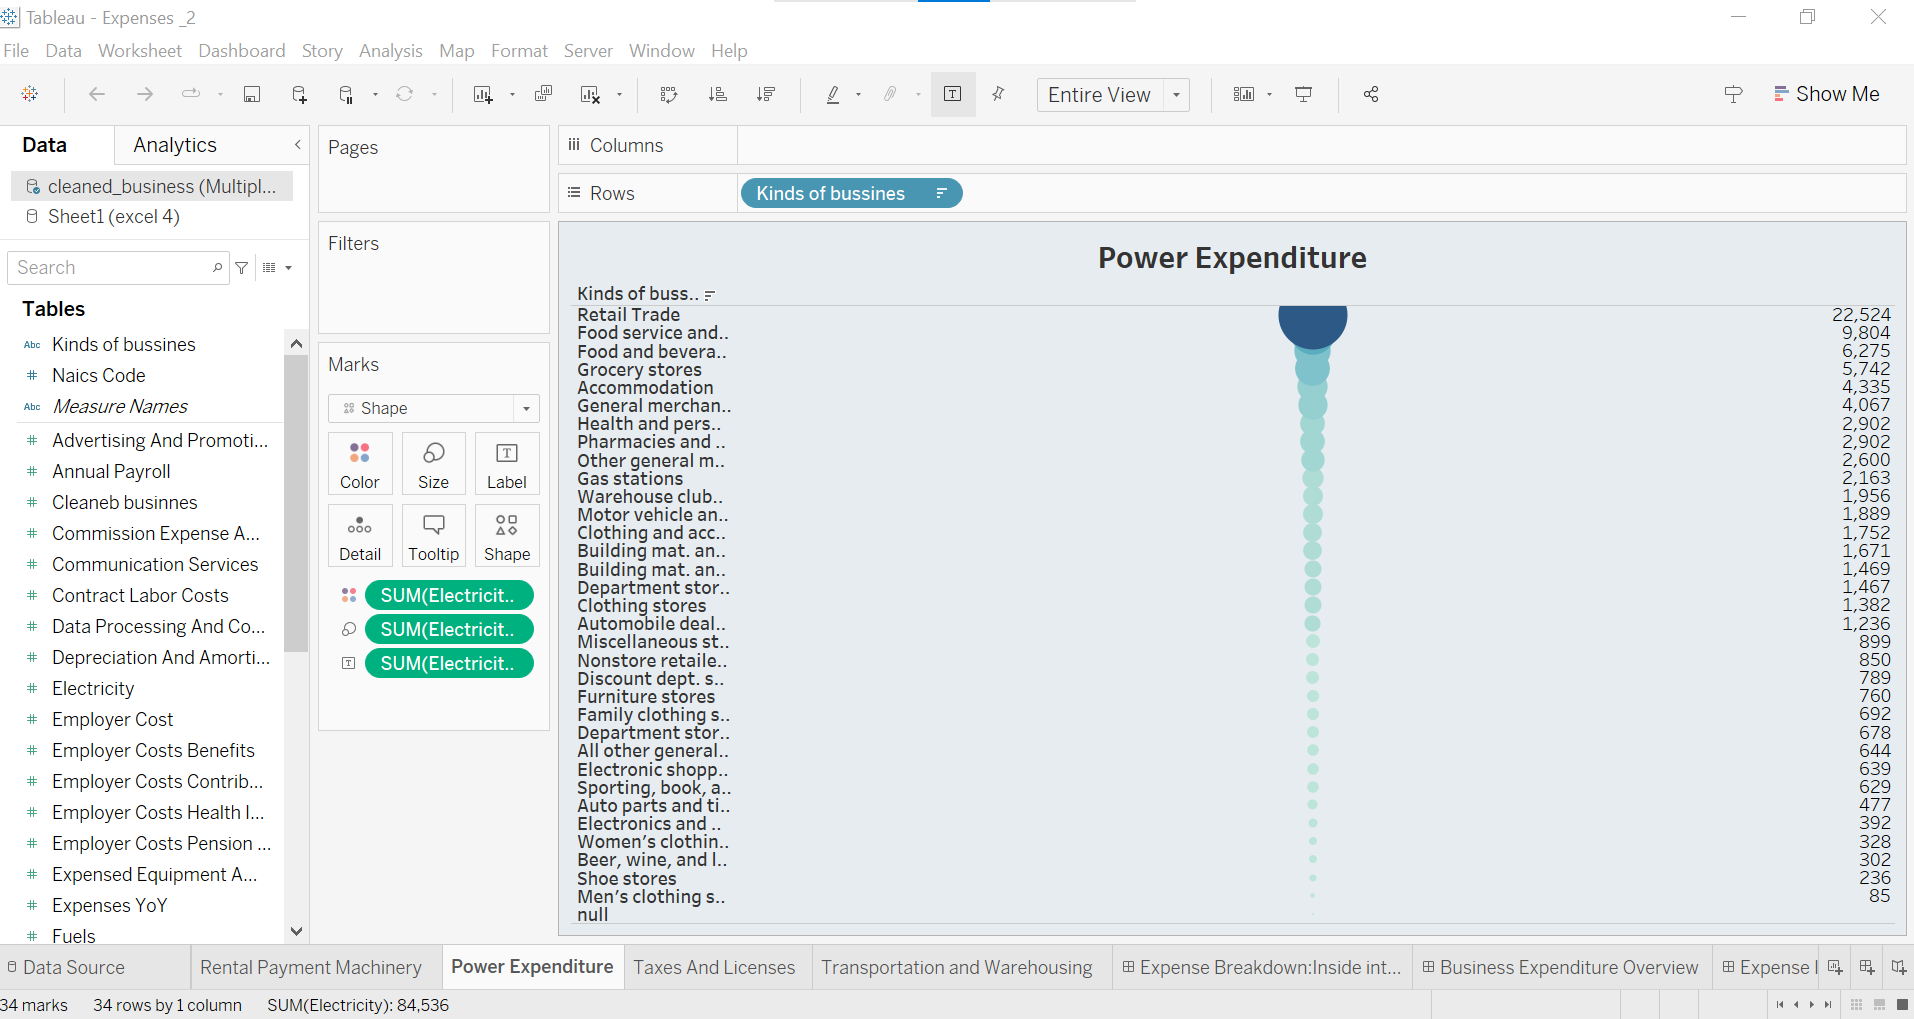 Tableau - Expenses _2
File Data Worksheet Dashboard Story Analysis Map Format Server Window Help
Entire View
Show Me
Data Analytics
cleaned_business (Multipl...
Sheet1 (excel 4)
Search
Tables
Abc Kinds of bussines
# Naics Code
Abc Measure Names
# Advertising And Promoti...
# Annual Payroll
# Cleaneb businnes
# Commission Expense A...
# Communication Services
# Contract Labor Costs
# Data Processing And Co...
# Depreciation And Amorti...
# Electricity
# Employer Cost
# Employer Costs Benefits
# Employer Costs Contrib...
# Employer Costs Health I...
# Employer Costs Pension ...
# Expensed Equipment A...
# Expenses YoY
# Fuels
Pages
Filters
Marks
Shape
Color Size Label
Detail Tooltip Shape
SUM(Electricit..
SUM(Electricit..
T SUM(Electricit..
Columns
Rows Kinds of bussines
Power Expenditure
Kinds of buss..
Retail Trade 22,524
Food service and.. 9,804
Food and bevera.. 6,275
Grocery stores 5,742
Accommodation 4,335
General merchan.. 4,067
Health and pers.. 2,902
Pharmacies and .. 2,902
Other general m.. 2,600
Gas stations 2,163
Warehouse club.. 1,956
Motor vehicle an.. 1,889
Clothing and acc.. 1,752
Building mat. an.. 1,671
Building mat. an.. 1,469
Department stor.. 1,467
Clothing stores 1,382
Automobile deal.. 1,236
Miscellaneous st.. 899
Nonstore retaile.. 850
Discount dept. s.. 789
Furniture stores 760
Family clothing s.. 692
Department stor.. 678
All other general.. 644
Electronic shopp.. 639
Sporting, book, a.. 629
Auto parts and ti.. 477
Electronics and .. 392
Women's clothin.. 328
Beer, wine, and l.. 302
Shoe stores 236
Men's clothing s.. 85
null
Data Source Rental Payment Machinery Power Expenditure Taxes And Licenses Transportation and Warehousing Expense Breakdown:Inside int... Business Expenditure Overview Expense I
34 marks 34 rows by 1 column SUM(Electricity): 84,536